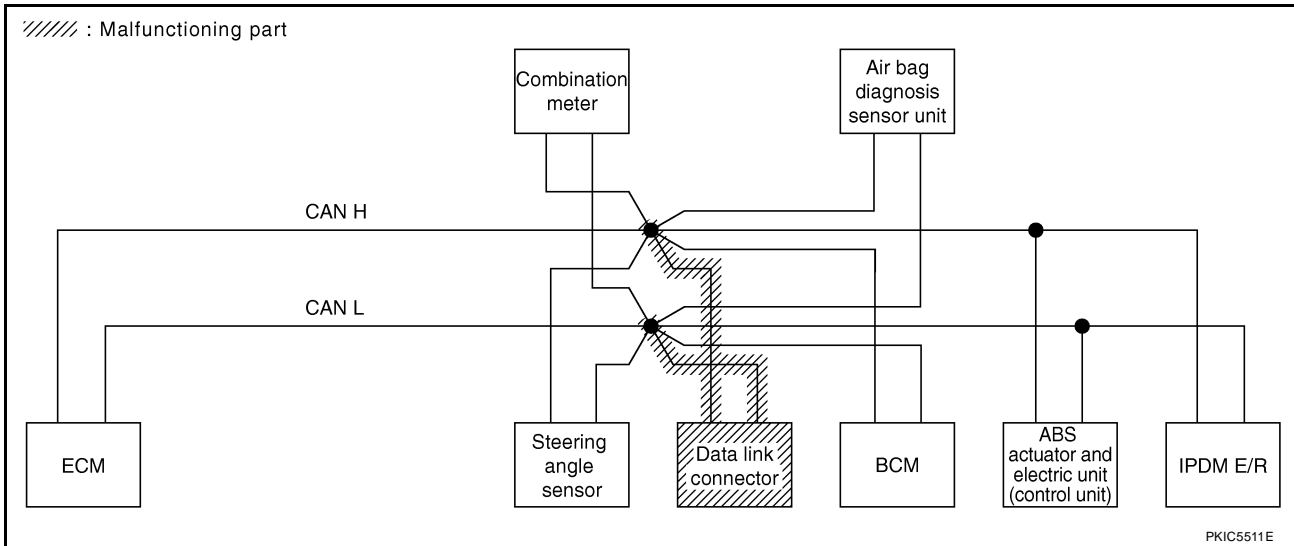 : Malfunctioning part
Combination
meter
Air bag
diagnosis
sensor unit
CAN H
CAN L
ECM
Steering
angle
sensor
Data link
connector
BCM
ABS
actuator and
electric unit
(control unit)
IPDM E/R
PKIC5511E